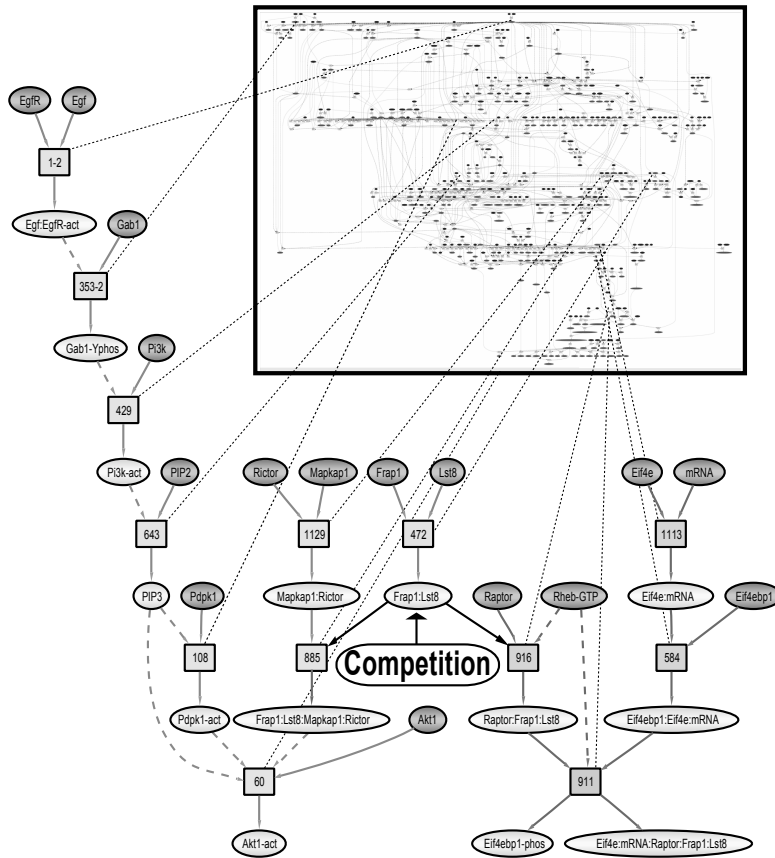 EgfR
Egf
1-2
Egf:EgfR-act
Gab1
353-2
Gab1-Yphos
Pi3k
429
Pi3k-act
PIP2
Rictor
Mapkap1
Frap1
Lst8
Eif4e
mRNA
643
1129
472
1113
PIP3
Pdpk1
Mapkap1:Rictor
Frap1:Lst8
Raptor
Rheb-GTP
Eif4e:mRNA
Eif4ebp1
108
885
Competition
916
584
Pdpk1-act
Frap1:Lst8:Mapkap1:Rictor
Akt1
Raptor:Frap1:Lst8
Eif4ebp1:Eif4e:mRNA
60
911
Akt1-act
Eif4ebp1-phos
Eif4e:mRNA:Raptor:Frap1:Lst8